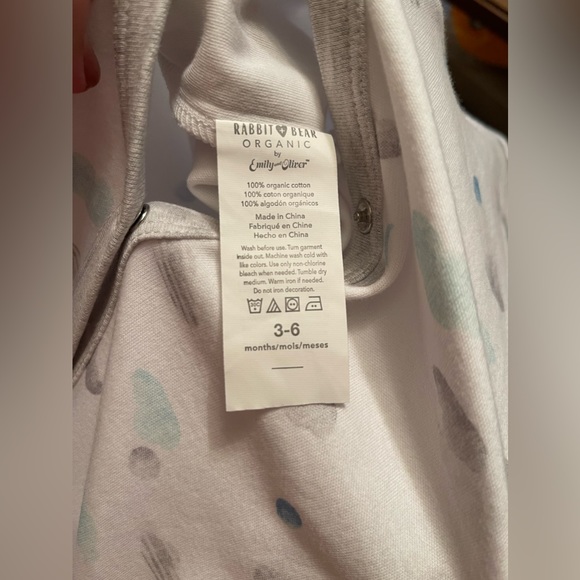 RABBIT BEAR
ORGANIC
by
Emily and Oliver™
100% organic cotton
100% coton organique
100% algodón orgánicos
Made in China
Fabriqué en China
Hecho en China
Wash before use. Turn garment
inside out. Machine wash cold with
like colors. Use only non-chlorine
bleach when needed. Tumble dry
medium. Warm iron if needed.
Do not iron decoration.
3-6
months/mois/meses